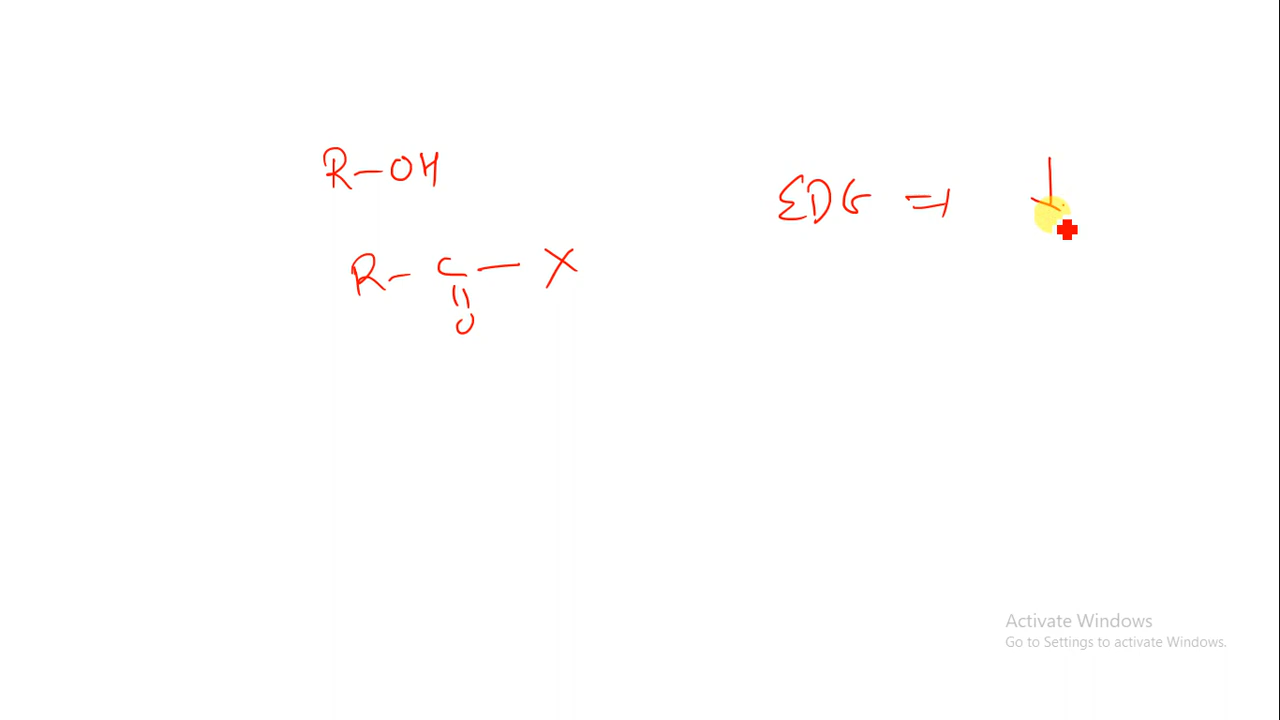 R-OH
EDG ⇒ ↓
R-C-X
||
O
Activate Windows
Go to Settings to activate Windows.